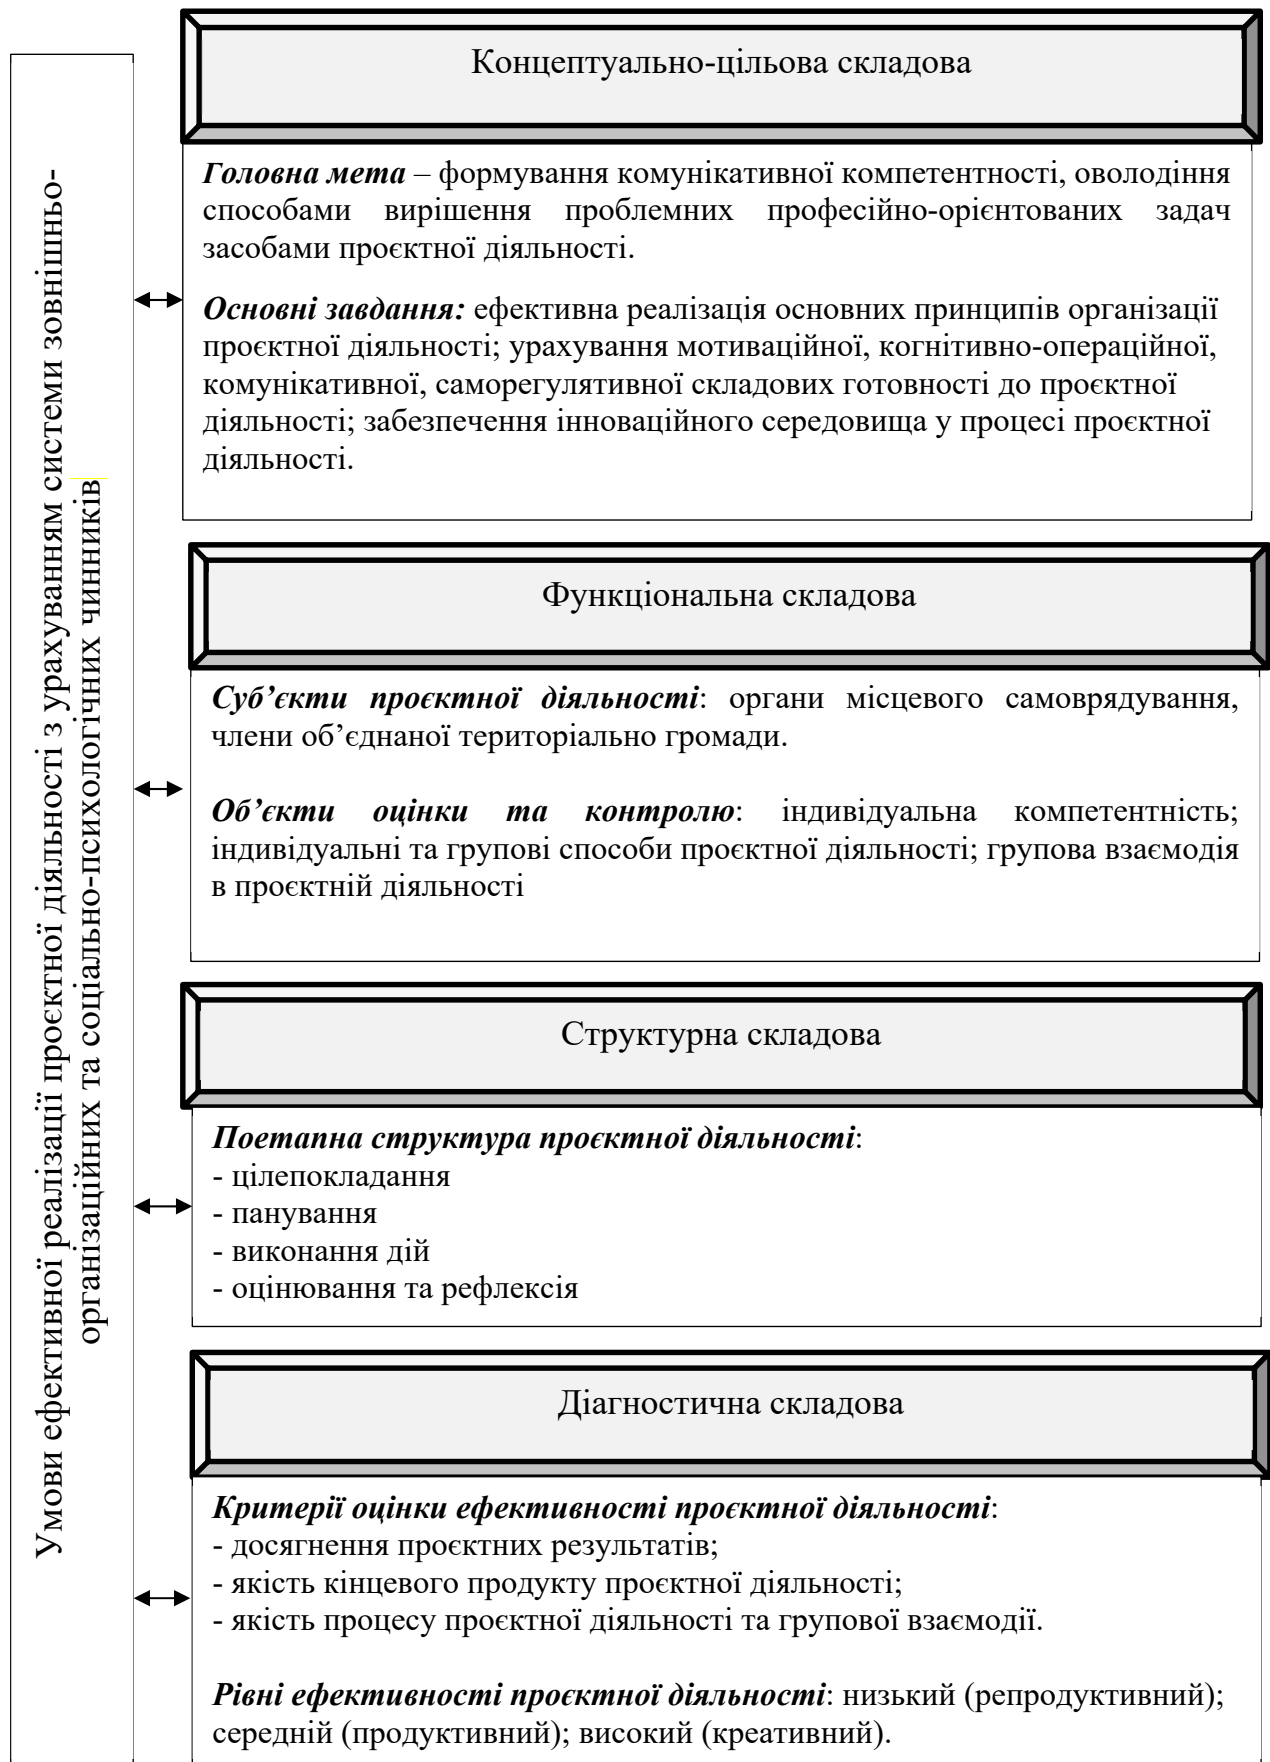 Умови ефективної реалізації проєктної діяльності з урахуванням системи зовнішньо-
організаційних та соціально-психологічних чинників
Концептуально-цільова складова
Головна мета – формування комунікативної компетентності, оволодіння
способами вирішення проблемних професійно-орієнтованих задач
засобами проєктної діяльності.
Основні завдання: ефективна реалізація основних принципів організації
проєктної діяльності; урахування мотиваційної, когнітивно-операційної,
комунікативної, саморегулятивної складових готовності до проєктної
діяльності; забезпечення інноваційного середовища у процесі проєктної
діяльності.
Функціональна складова
Суб’єкти проєктної діяльності: органи місцевого самоврядування,
члени об’єднаної територіально громади.
Об’єкти оцінки та контролю: індивідуальна компетентність;
індивідуальні та групові способи проєктної діяльності; групова взаємодія
в проєктній діяльності
Структурна складова
Поетапна структура проєктної діяльності:
- цілепокладання
- панування
- виконання дій
- оцінювання та рефлексія
Діагностична складова
Критерії оцінки ефективності проєктної діяльності:
- досягнення проєктних результатів;
- якість кінцевого продукту проєктної діяльності;
- якість процесу проєктної діяльності та групової взаємодії.
Рівні ефективності проєктної діяльності: низький (репродуктивний);
середній (продуктивний); високий (креативний).